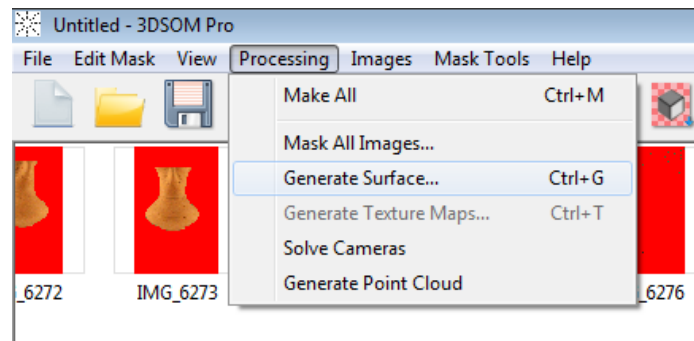 Untitled - 3DSOM Pro
File Edit Mask View Processing Images Mask Tools Help
Make All Ctrl+M
Mask All Images...
Generate Surface... Ctrl+G
Generate Texture Maps... Ctrl+T
Solve Cameras
Generate Point Cloud
_6272 IMG_6273 _6276